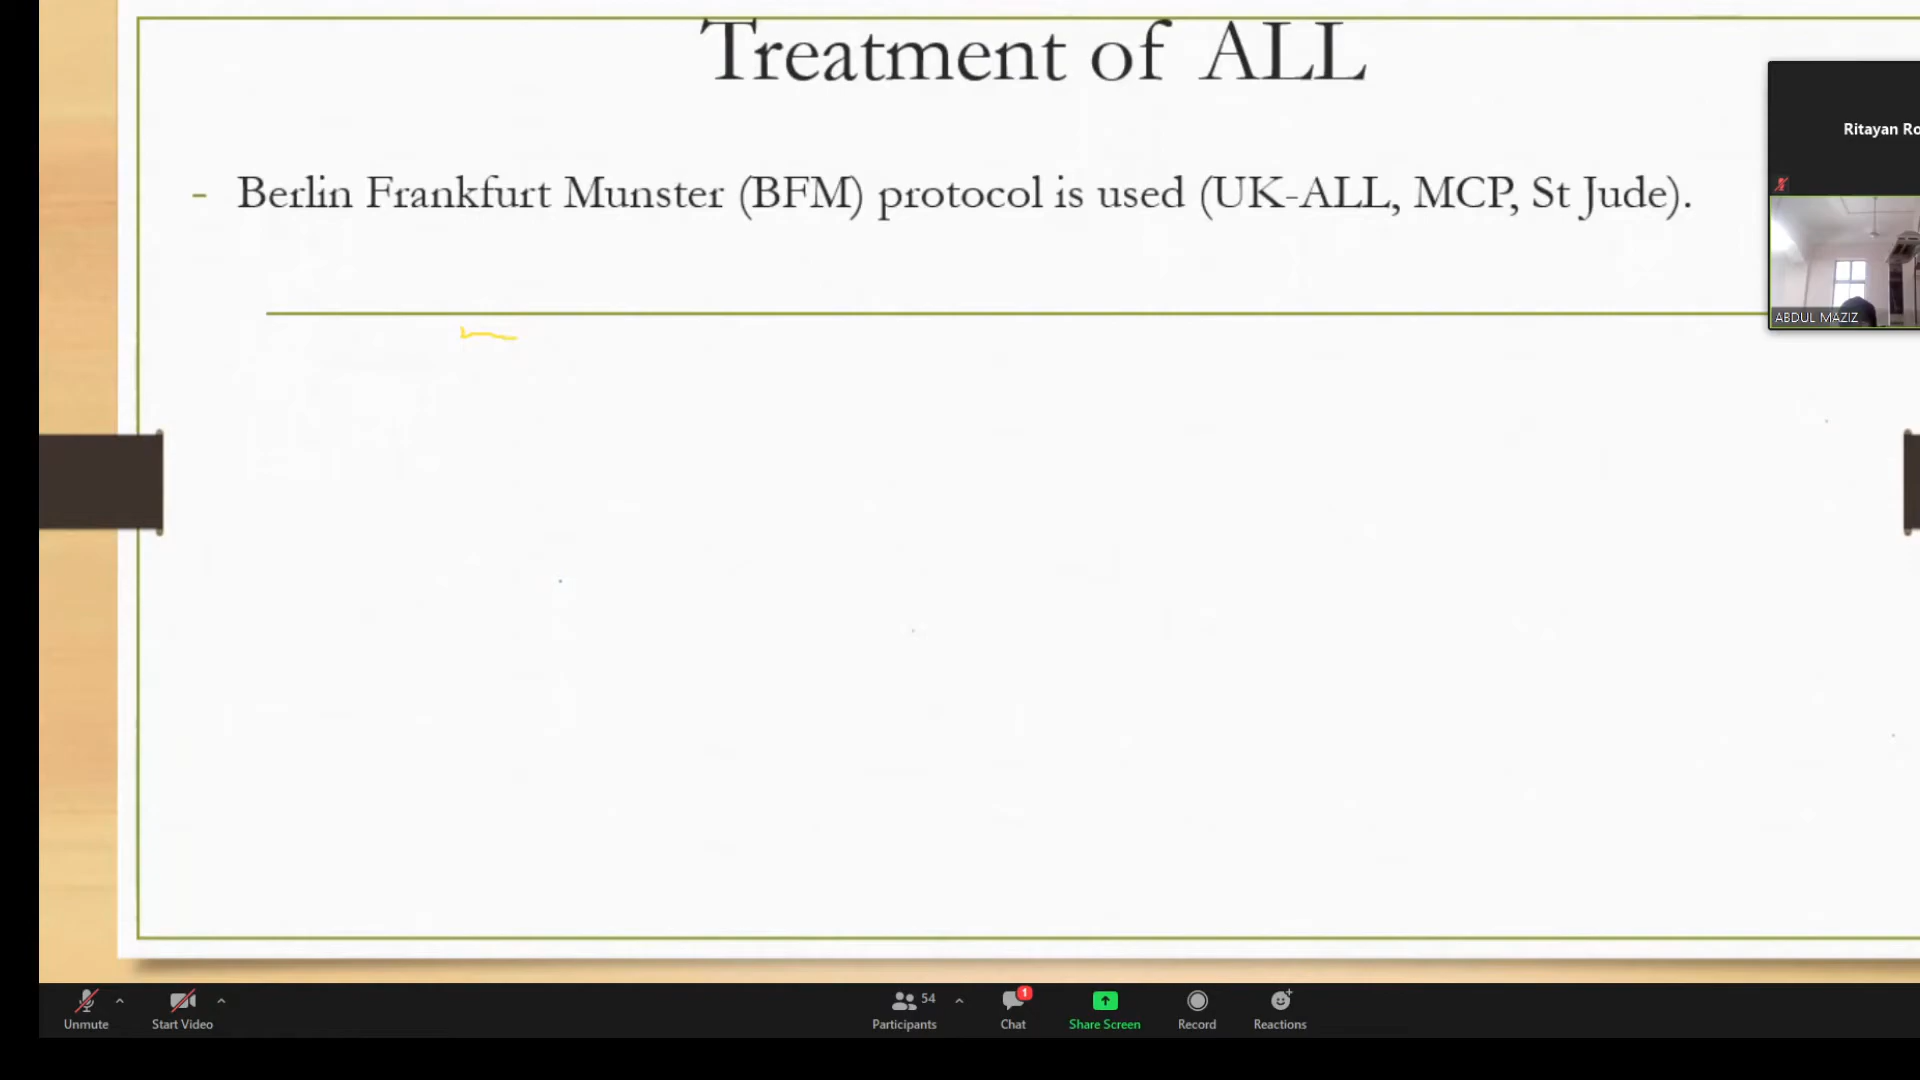 Treatment of ALL
Ritayan Ro
- Berlin Frankfurt Munster (BFM) protocol is used (UK-ALL, MCP, St Jude).
ABDUL MAZIZ
Unmute
Start Video
54
Participants
1
Chat
Share Screen
Record
Reactions